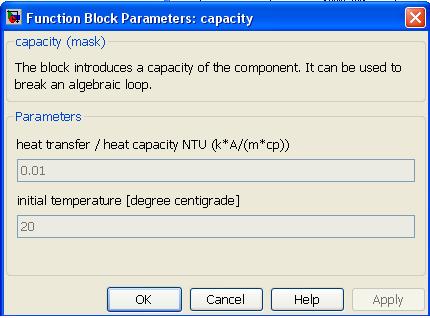 Function Block Parameters: capacity
capacity (mask)
The block introduces a capacity of the component. It can be used to
break an algebraic loop.
Parameters
heat transfer / heat capacity NTU (k*A/(m*cp))
0.01
initial temperature [degree centigrade]
20
OK Cancel Help Apply